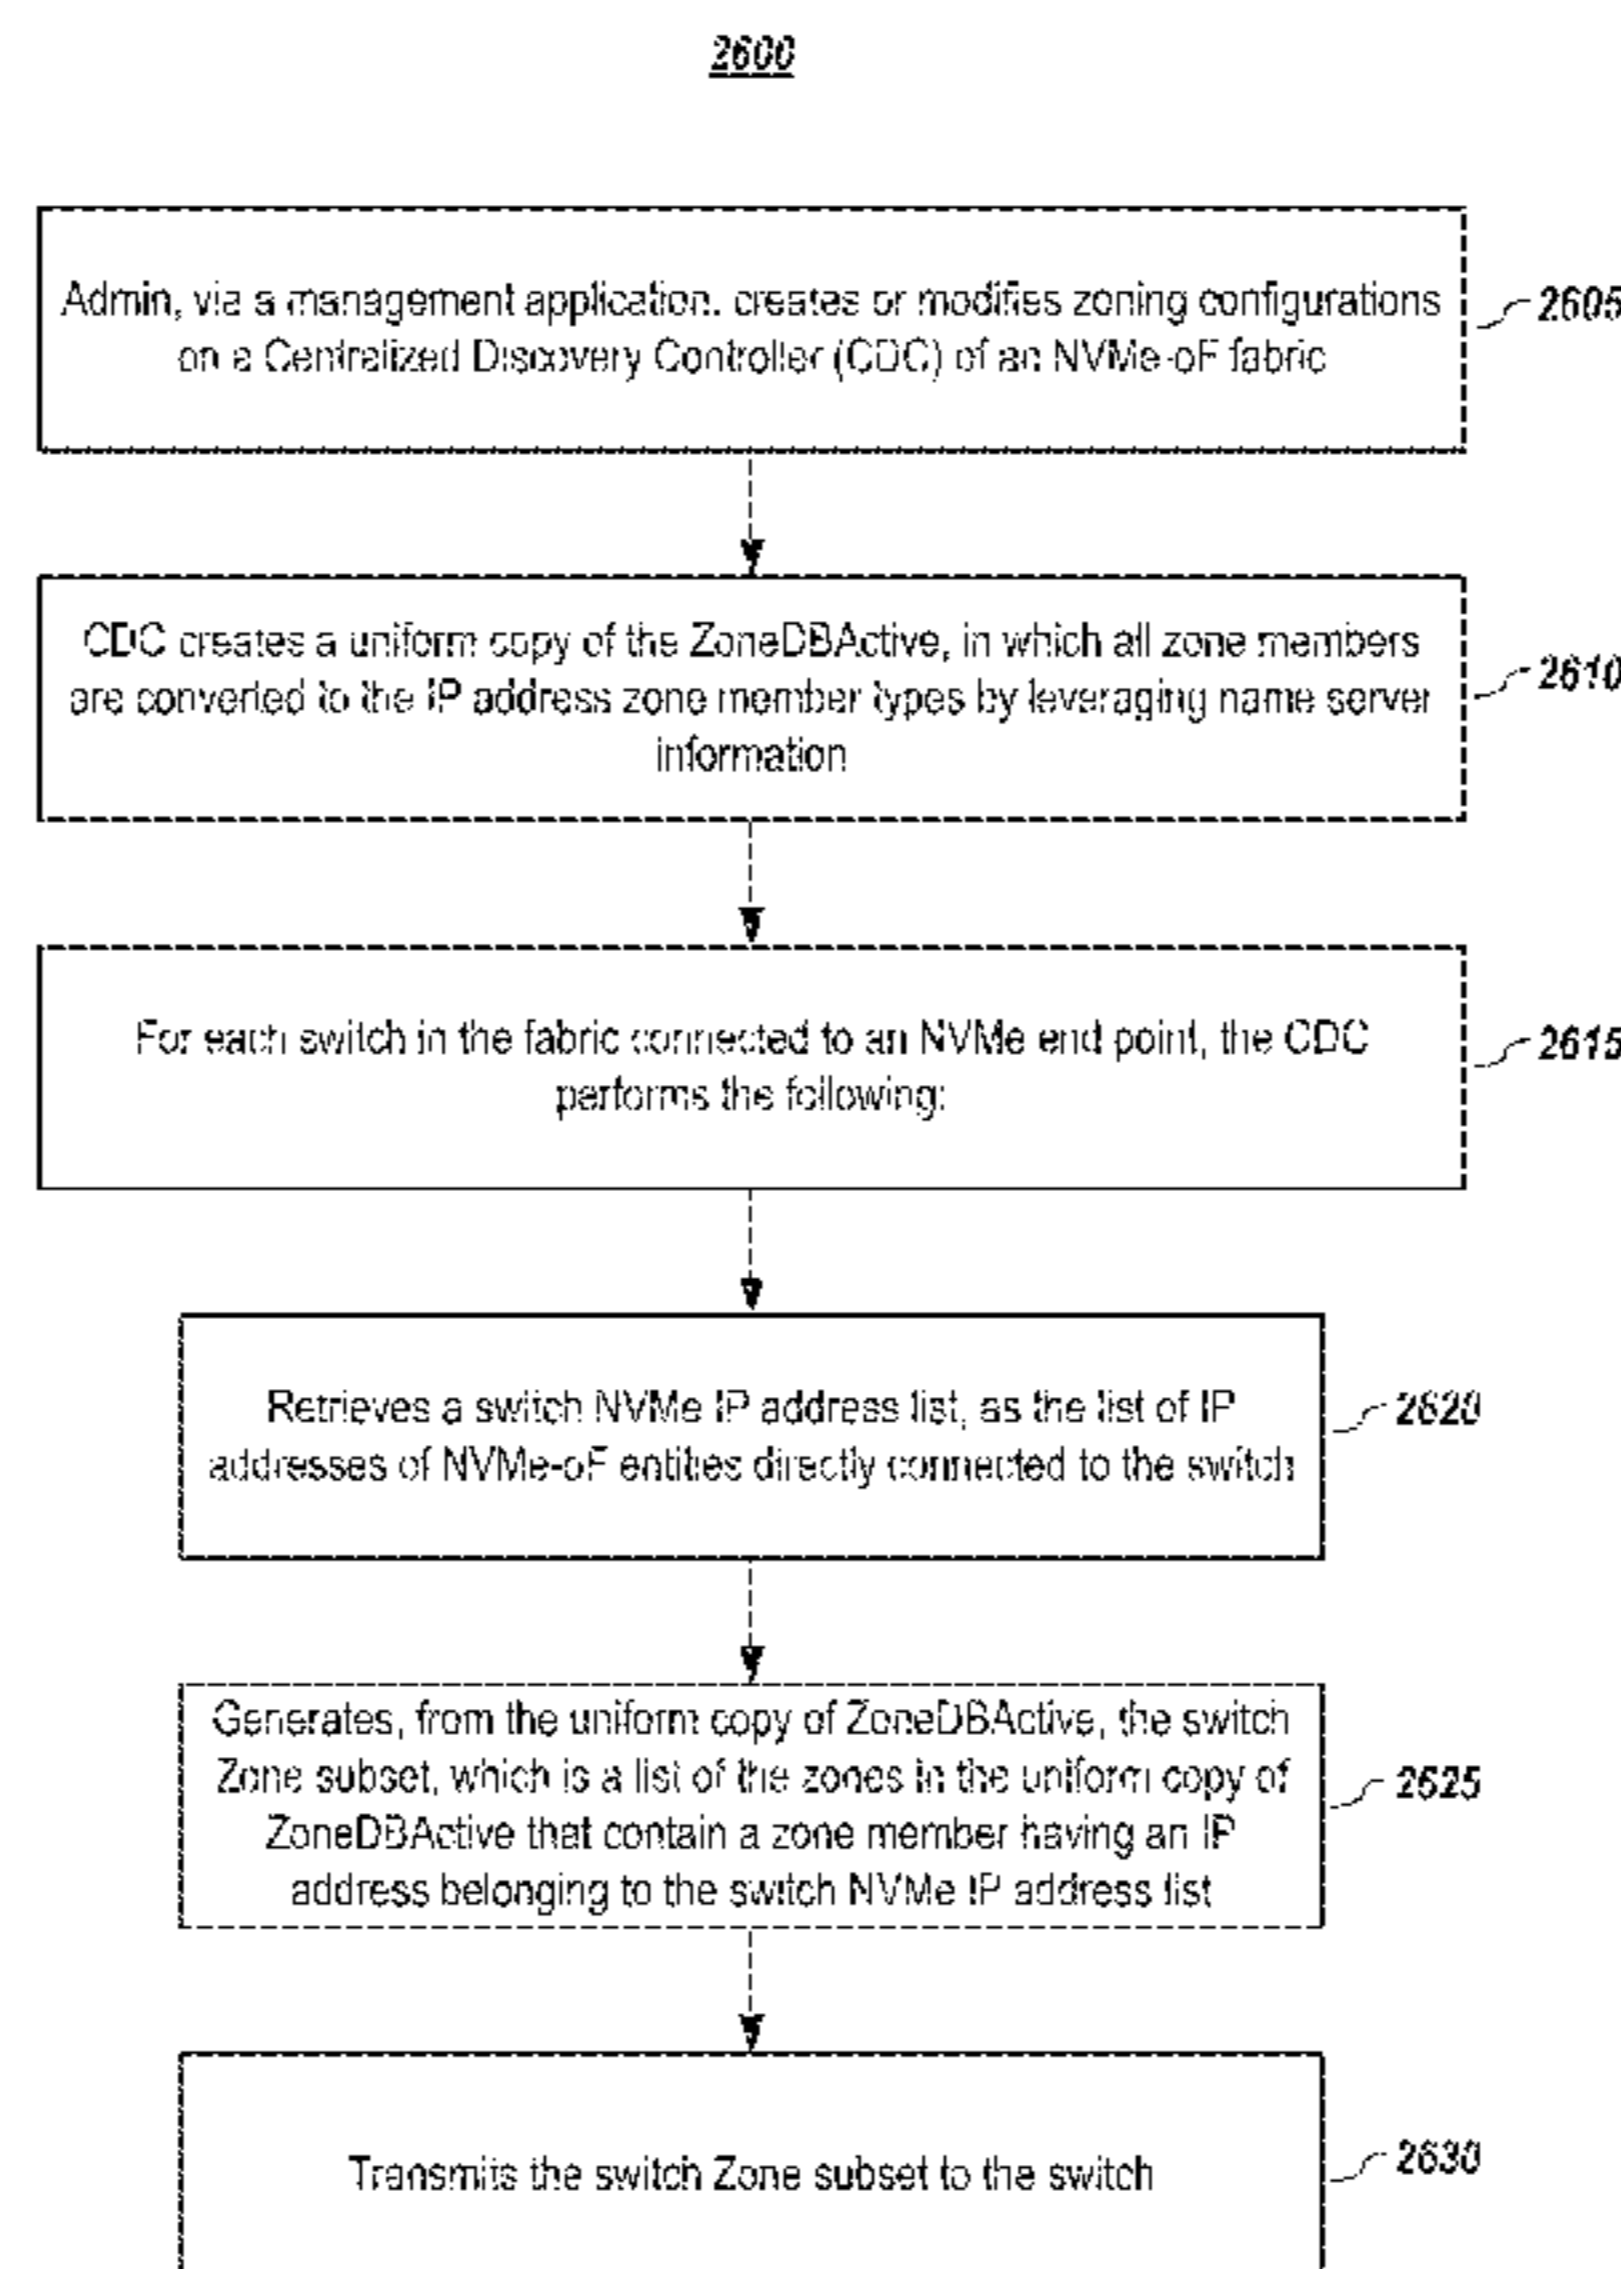 2600
Admin, via a management application, creates or modifies zoning configurations
on a Centralized Discovery Controller (CDC) of an NVMe-oF fabric
2605
CDC creates a uniform copy of the ZoneDBActive, in which all zone members
are converted to the IP address zone member types by leveraging name server
information
2610
For each switch in the fabric connected to an NVMe end point, the CDC
performs the following:
2615
Retrieves a switch NVMe IP address list, as the list of IP
addresses of NVMe-oF entities directly connected to the switch
2620
Generates, from the uniform copy of ZoneDBActive, the switch
Zone subset, which is a list of the zones in the uniform copy of
ZoneDBActive that contain a zone member having an IP
address belonging to the switch NVMe IP address list
2625
Transmits the switch Zone subset to the switch
2630